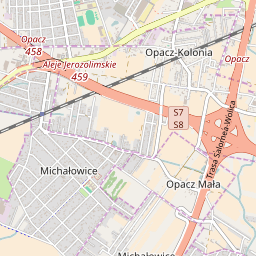 Opacz
458
Opacz-Kolonia
Opacz
Aleje Jerozolimskie
459
S7
S8
Trasa Salomea-Wolica
Michałowice
Opacz Mała
Michałowice